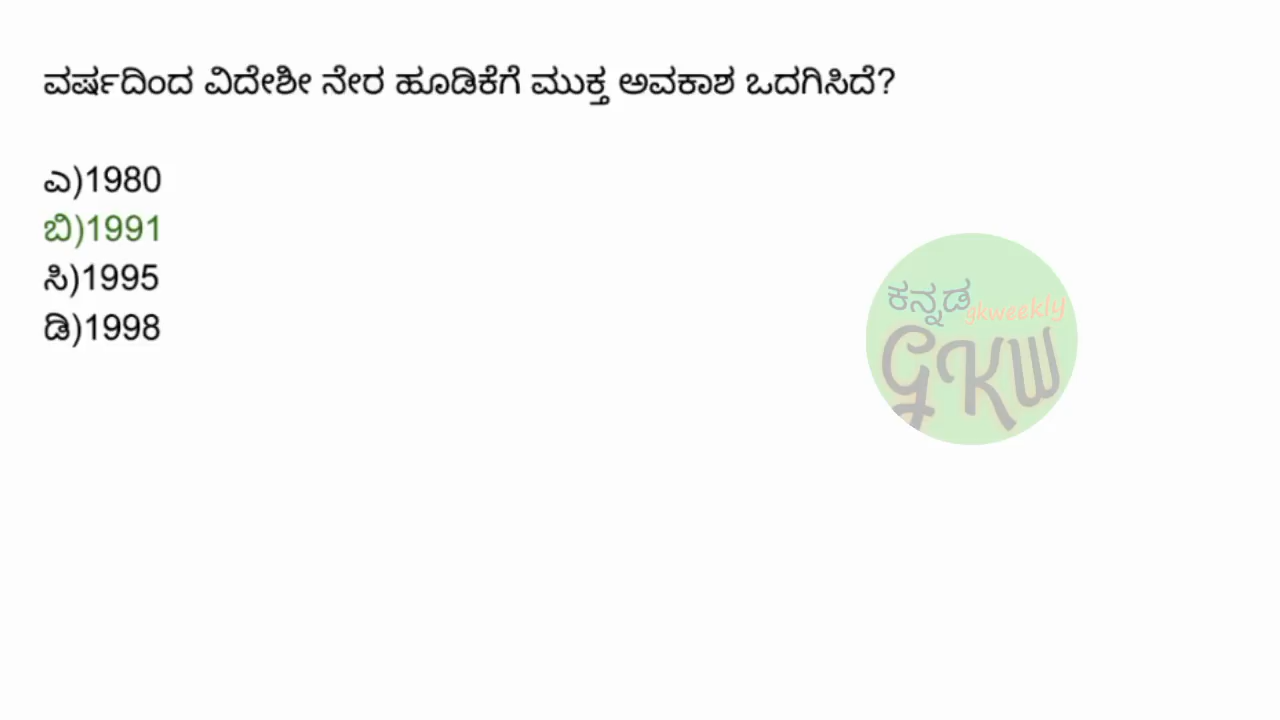 ವರ್ಷದಿಂದ ವಿದೇಶೀ ನೇರ ಹೂಡಿಕೆಗೆ ಮುಕ್ತ ಅವಕಾಶ ಒದಗಿಸಿದೆ?
ಎ)1980
ಬಿ)1991
ಸಿ)1995
ಡಿ)1998
ಕನ್ನಡ
gkweekly
GKW